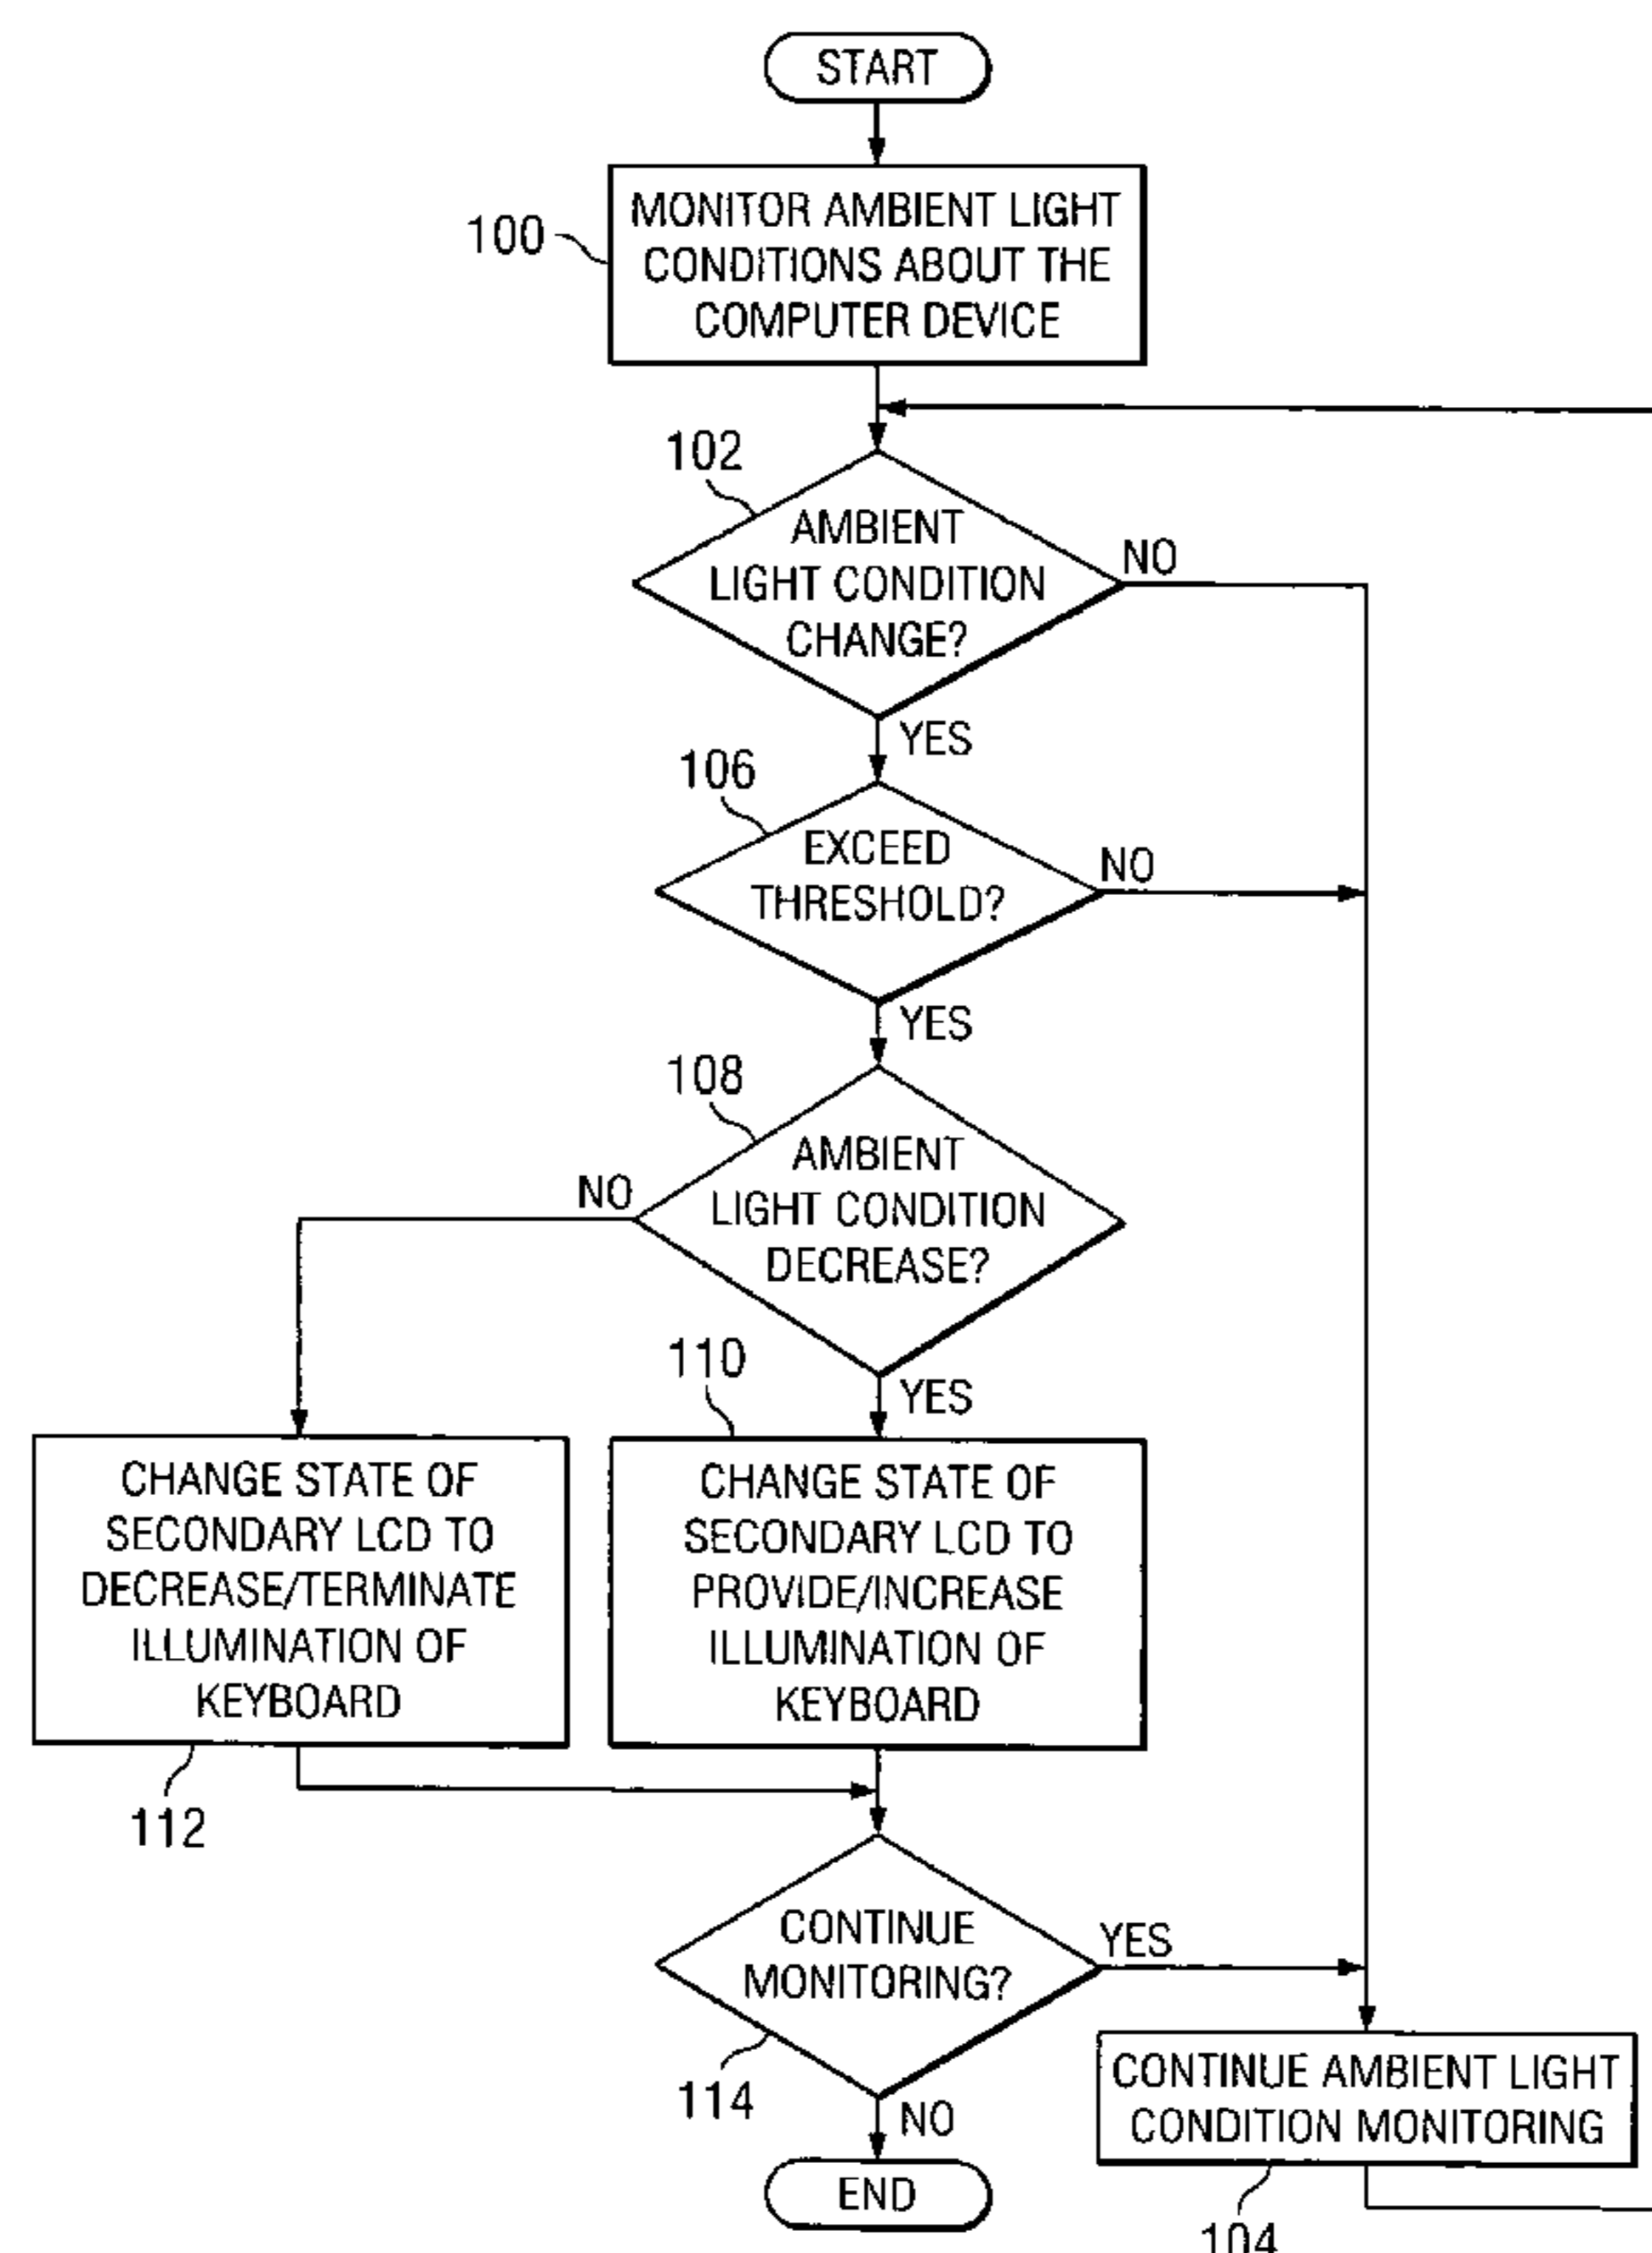 START
100
MONITOR AMBIENT LIGHT
CONDITIONS ABOUT THE
COMPUTER DEVICE
102
AMBIENT
LIGHT CONDITION
CHANGE?
NO
YES
106
EXCEED
THRESHOLD?
NO
YES
108
AMBIENT
LIGHT CONDITION
DECREASE?
NO
YES
110
CHANGE STATE OF
SECONDARY LCD TO
DECREASE/TERMINATE
ILLUMINATION OF
KEYBOARD
112
CHANGE STATE OF
SECONDARY LCD TO
PROVIDE/INCREASE
ILLUMINATION OF
KEYBOARD
CONTINUE
MONITORING?
YES
114
NO
CONTINUE AMBIENT LIGHT
CONDITION MONITORING
104
END